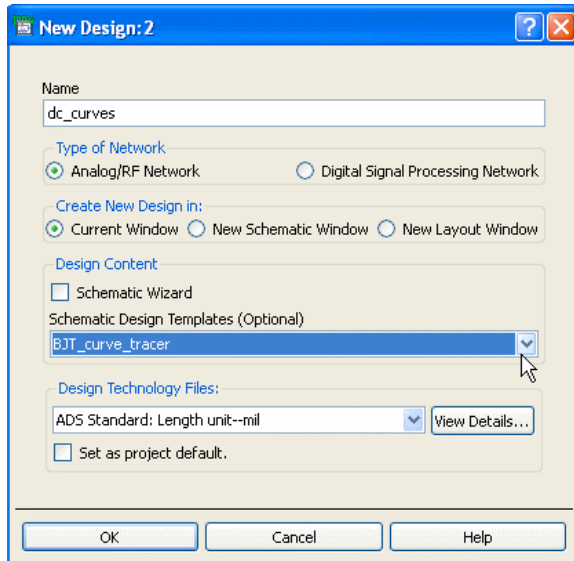 New Design:2
Name
dc_curves
Type of Network
Analog/RF Network Digital Signal Processing Network
Create New Design in:
Current Window New Schematic Window New Layout Window
Design Content
Schematic Wizard
Schematic Design Templates (Optional)
BJT_curve_tracer
Design Technology Files:
ADS Standard: Length unit--mil View Details...
Set as project default.
OK Cancel Help